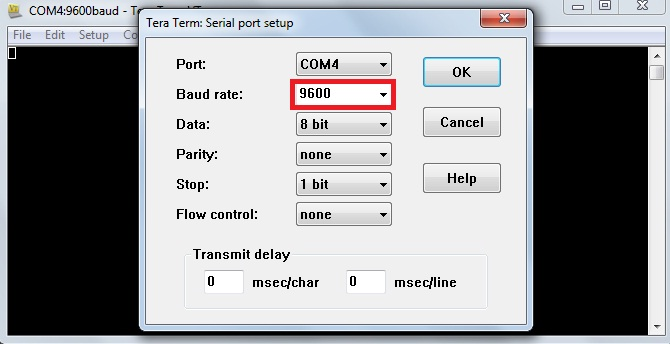 COM4:9600baud - Tera Term VT
File Edit Setup Co
Tera Term: Serial port setup
Port: COM4
OK
Baud rate: 9600
Data: 8 bit
Cancel
Parity: none
Stop: 1 bit
Help
Flow control: none
Transmit delay
0 msec/char 0 msec/line